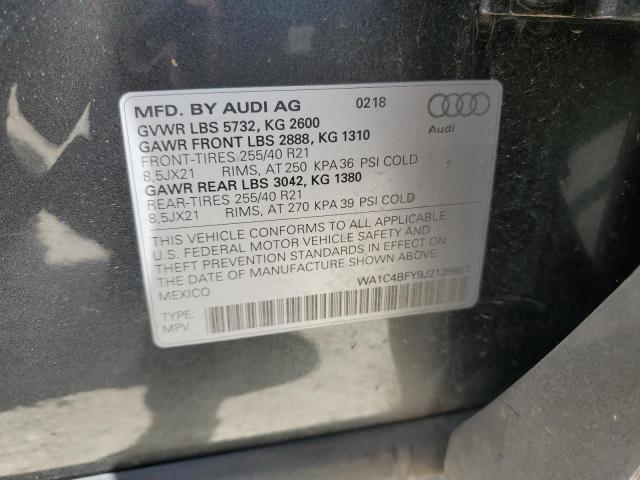 MFD. BY AUDI AG 0218
GVWR LBS 5732, KG 2600
GAWR FRONT LBS 2888, KG 1310
FRONT-TIRES 255/40 R21
8,5JX21 RIMS, AT 250 KPA 36 PSI COLD
GAWR REAR LBS 3042, KG 1380
REAR-TIRES 255/40 R21
8,5JX21 RIMS, AT 270 KPA 39 PSI COLD
Audi
THIS VEHICLE CONFORMS TO ALL APPLICABLE
U.S. FEDERAL MOTOR VEHICLE SAFETY AND
THEFT PREVENTION STANDARDS IN EFFECT ON
THE DATE OF MANUFACTURE SHOWN ABOVE.
MEXICO WA1C4BFY9J2139957
TYPE:
MPV